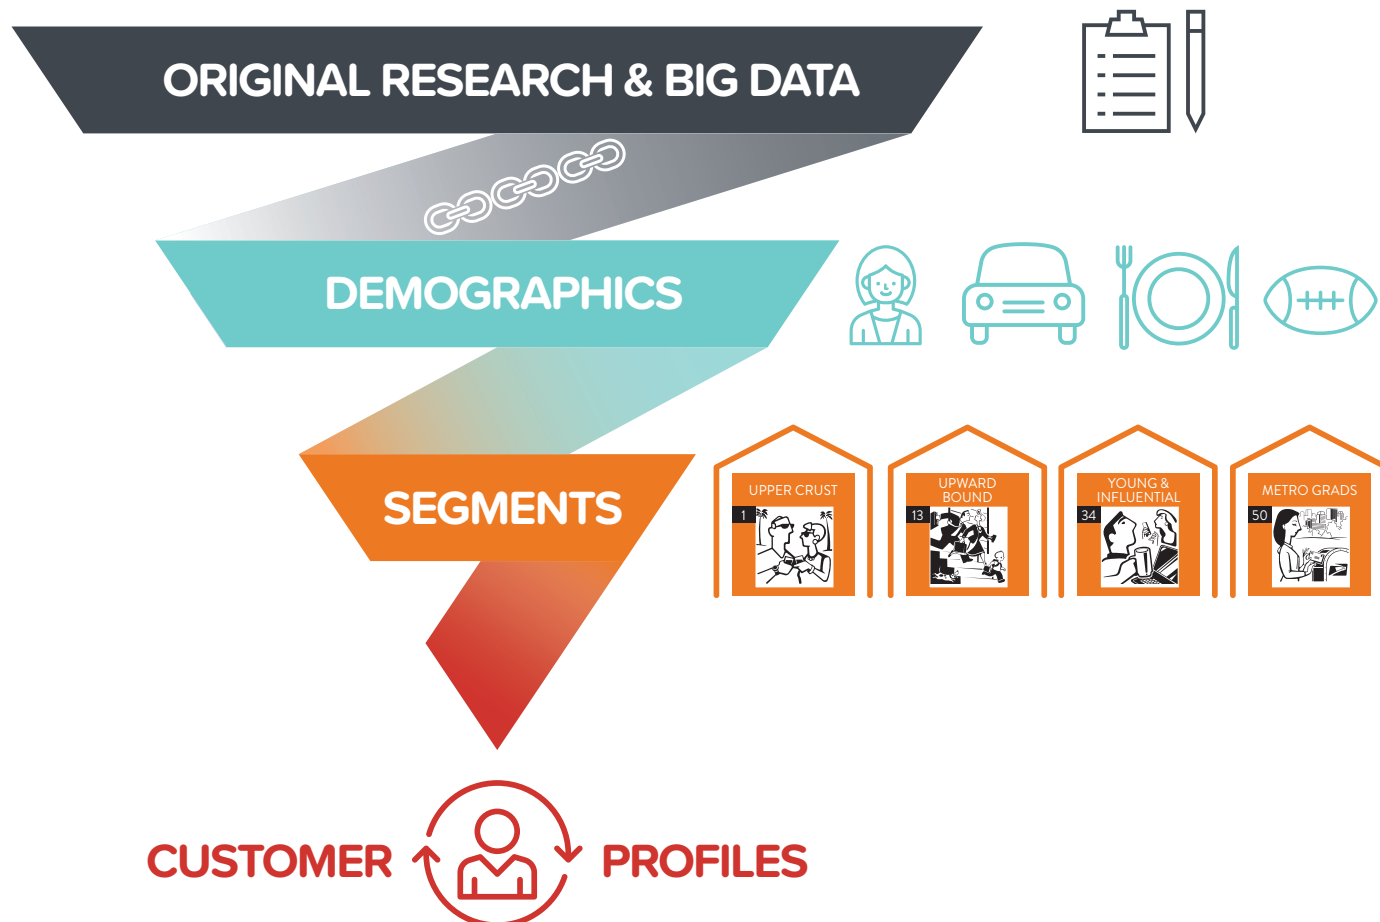 ORIGINAL RESEARCH & BIG DATA
DEMOGRAPHICS
SEGMENTS
UPPER CRUST
1
UPWARD
BOUND
13
YOUNG &
INFLUENTIAL
34
METRO GRADS
50
CUSTOMER PROFILES